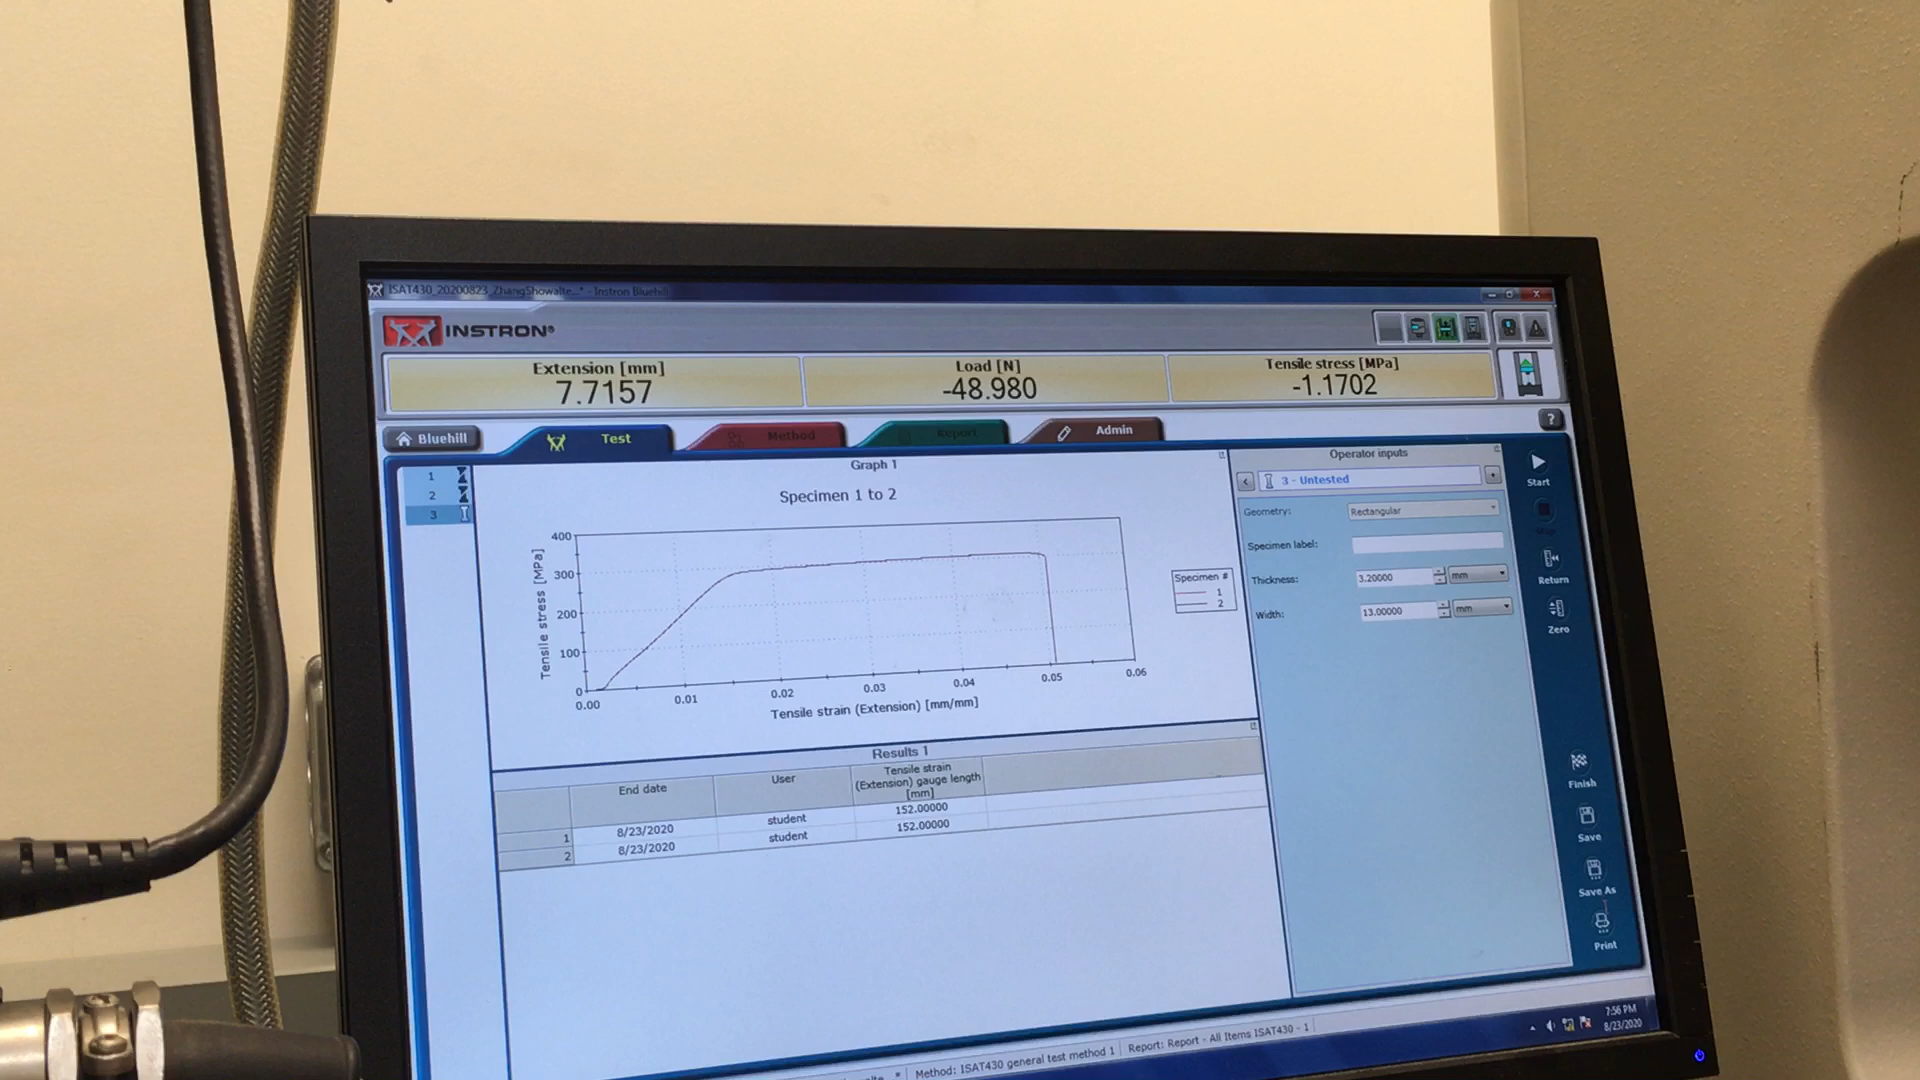 ISAT430_20200823_ZhangShowalte...* - Instron Bluehill
INSTRON®
Extension [mm]
7.7157
Load [N]
-48.980
Tensile stress [MPa]
-1.1702
Bluehill
Test
Method
Report
Admin
?
1
2
3
Graph 1
Specimen 1 to 2
Tensile stress [MPa]
400
300
200
100
0
0.00
0.01
0.02
0.03
0.04
0.05
0.06
Tensile strain (Extension) [mm/mm]
Specimen #
1
2
Results 1
End date
User
Tensile strain
(Extension) gauge length
[mm]
1 8/23/2020 student 152.00000
2 8/23/2020 student 152.00000
Operator inputs
3 - Untested
Geometry: Rectangular
Specimen label:
Thickness: 3.20000 mm
Width: 13.00000 mm
Start
Return
Zero
Finish
Save
Save As
Print
* Method: ISAT430 general test method 1
Report: Report - All Items ISAT430 - 1
7:56 PM
8/23/2020